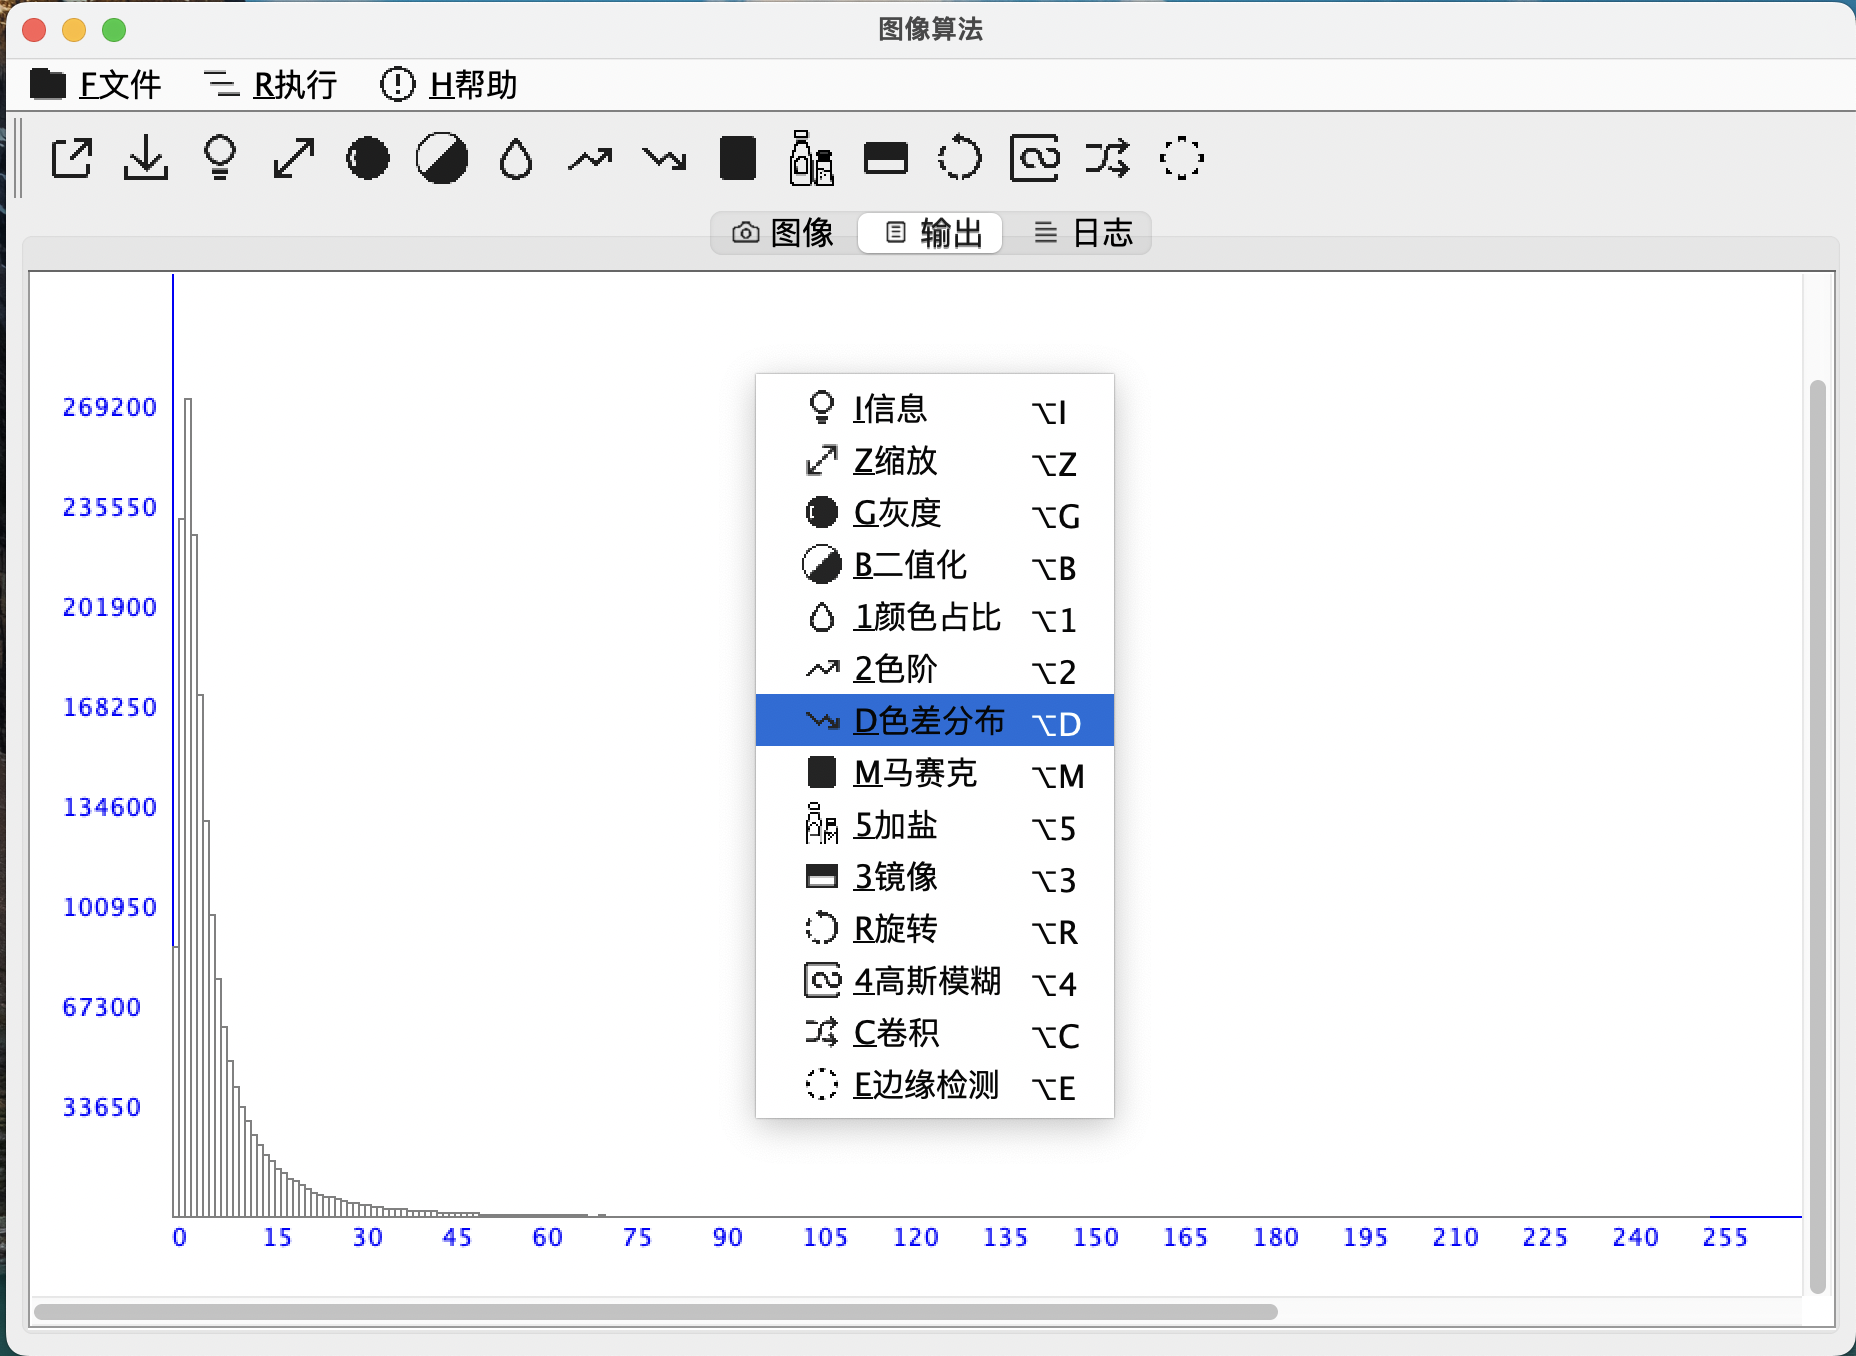 图像算法
F文件 R执行 H帮助
图像 输出 日志
269200
235550
201900
168250
134600
100950
67300
33650
0 15 30 45 60 75 90 105 120 135 150 165 180 195 210 225 240 255
I信息 ⌥I
Z缩放 ⌥Z
G灰度 ⌥G
B二值化 ⌥B
1颜色占比 ⌥1
2色阶 ⌥2
D色差分布 ⌥D
M马赛克 ⌥M
5加盐 ⌥5
3镜像 ⌥3
R旋转 ⌥R
4高斯模糊 ⌥4
C卷积 ⌥C
E边缘检测 ⌥E